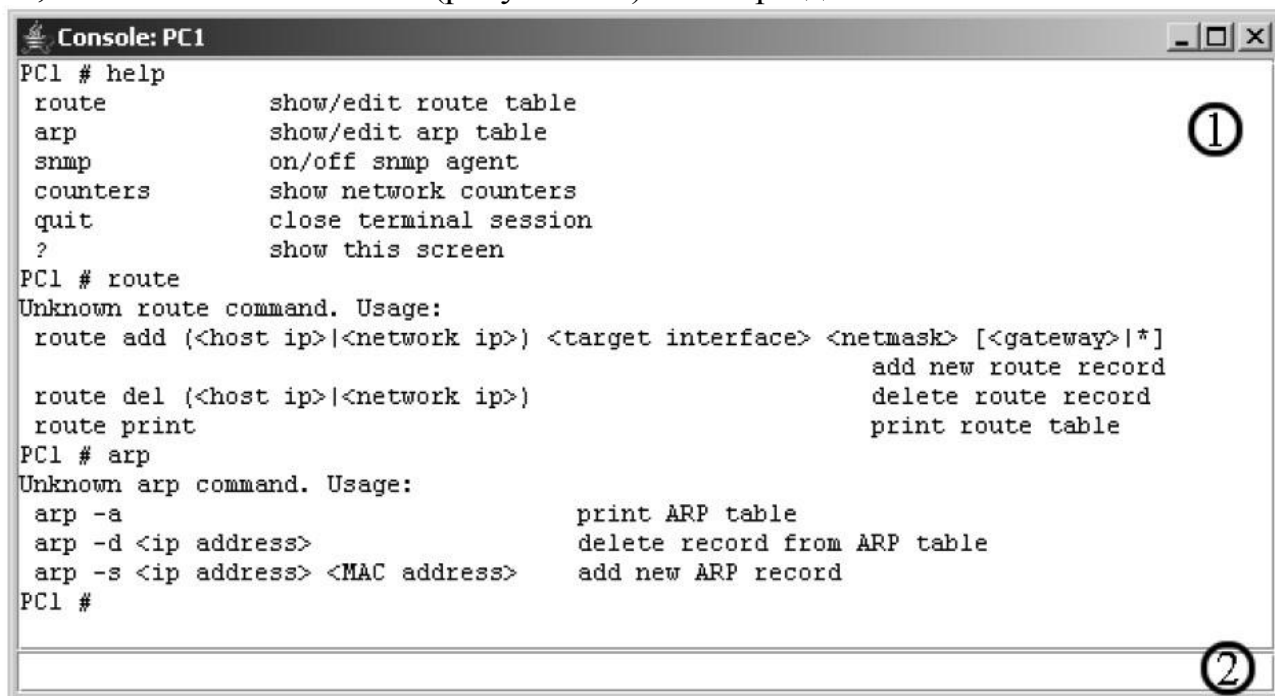 Console: PC1
PC1 # help
route show/edit route table
arp show/edit arp table
snmp on/off snmp agent
counters show network counters
quit close terminal session
? show this screen
PC1 # route
Unknown route command. Usage:
route add (<host ip>|<network ip>) <target interface> <netmask> [<gateway>|*]
add new route record
route del (<host ip>|<network ip>) delete route record
route print print route table
PC1 # arp
Unknown arp command. Usage:
arp -a print ARP table
arp -d <ip address> delete record from ARP table
arp -s <ip address> <MAC address> add new ARP record
PC1 #
1
2